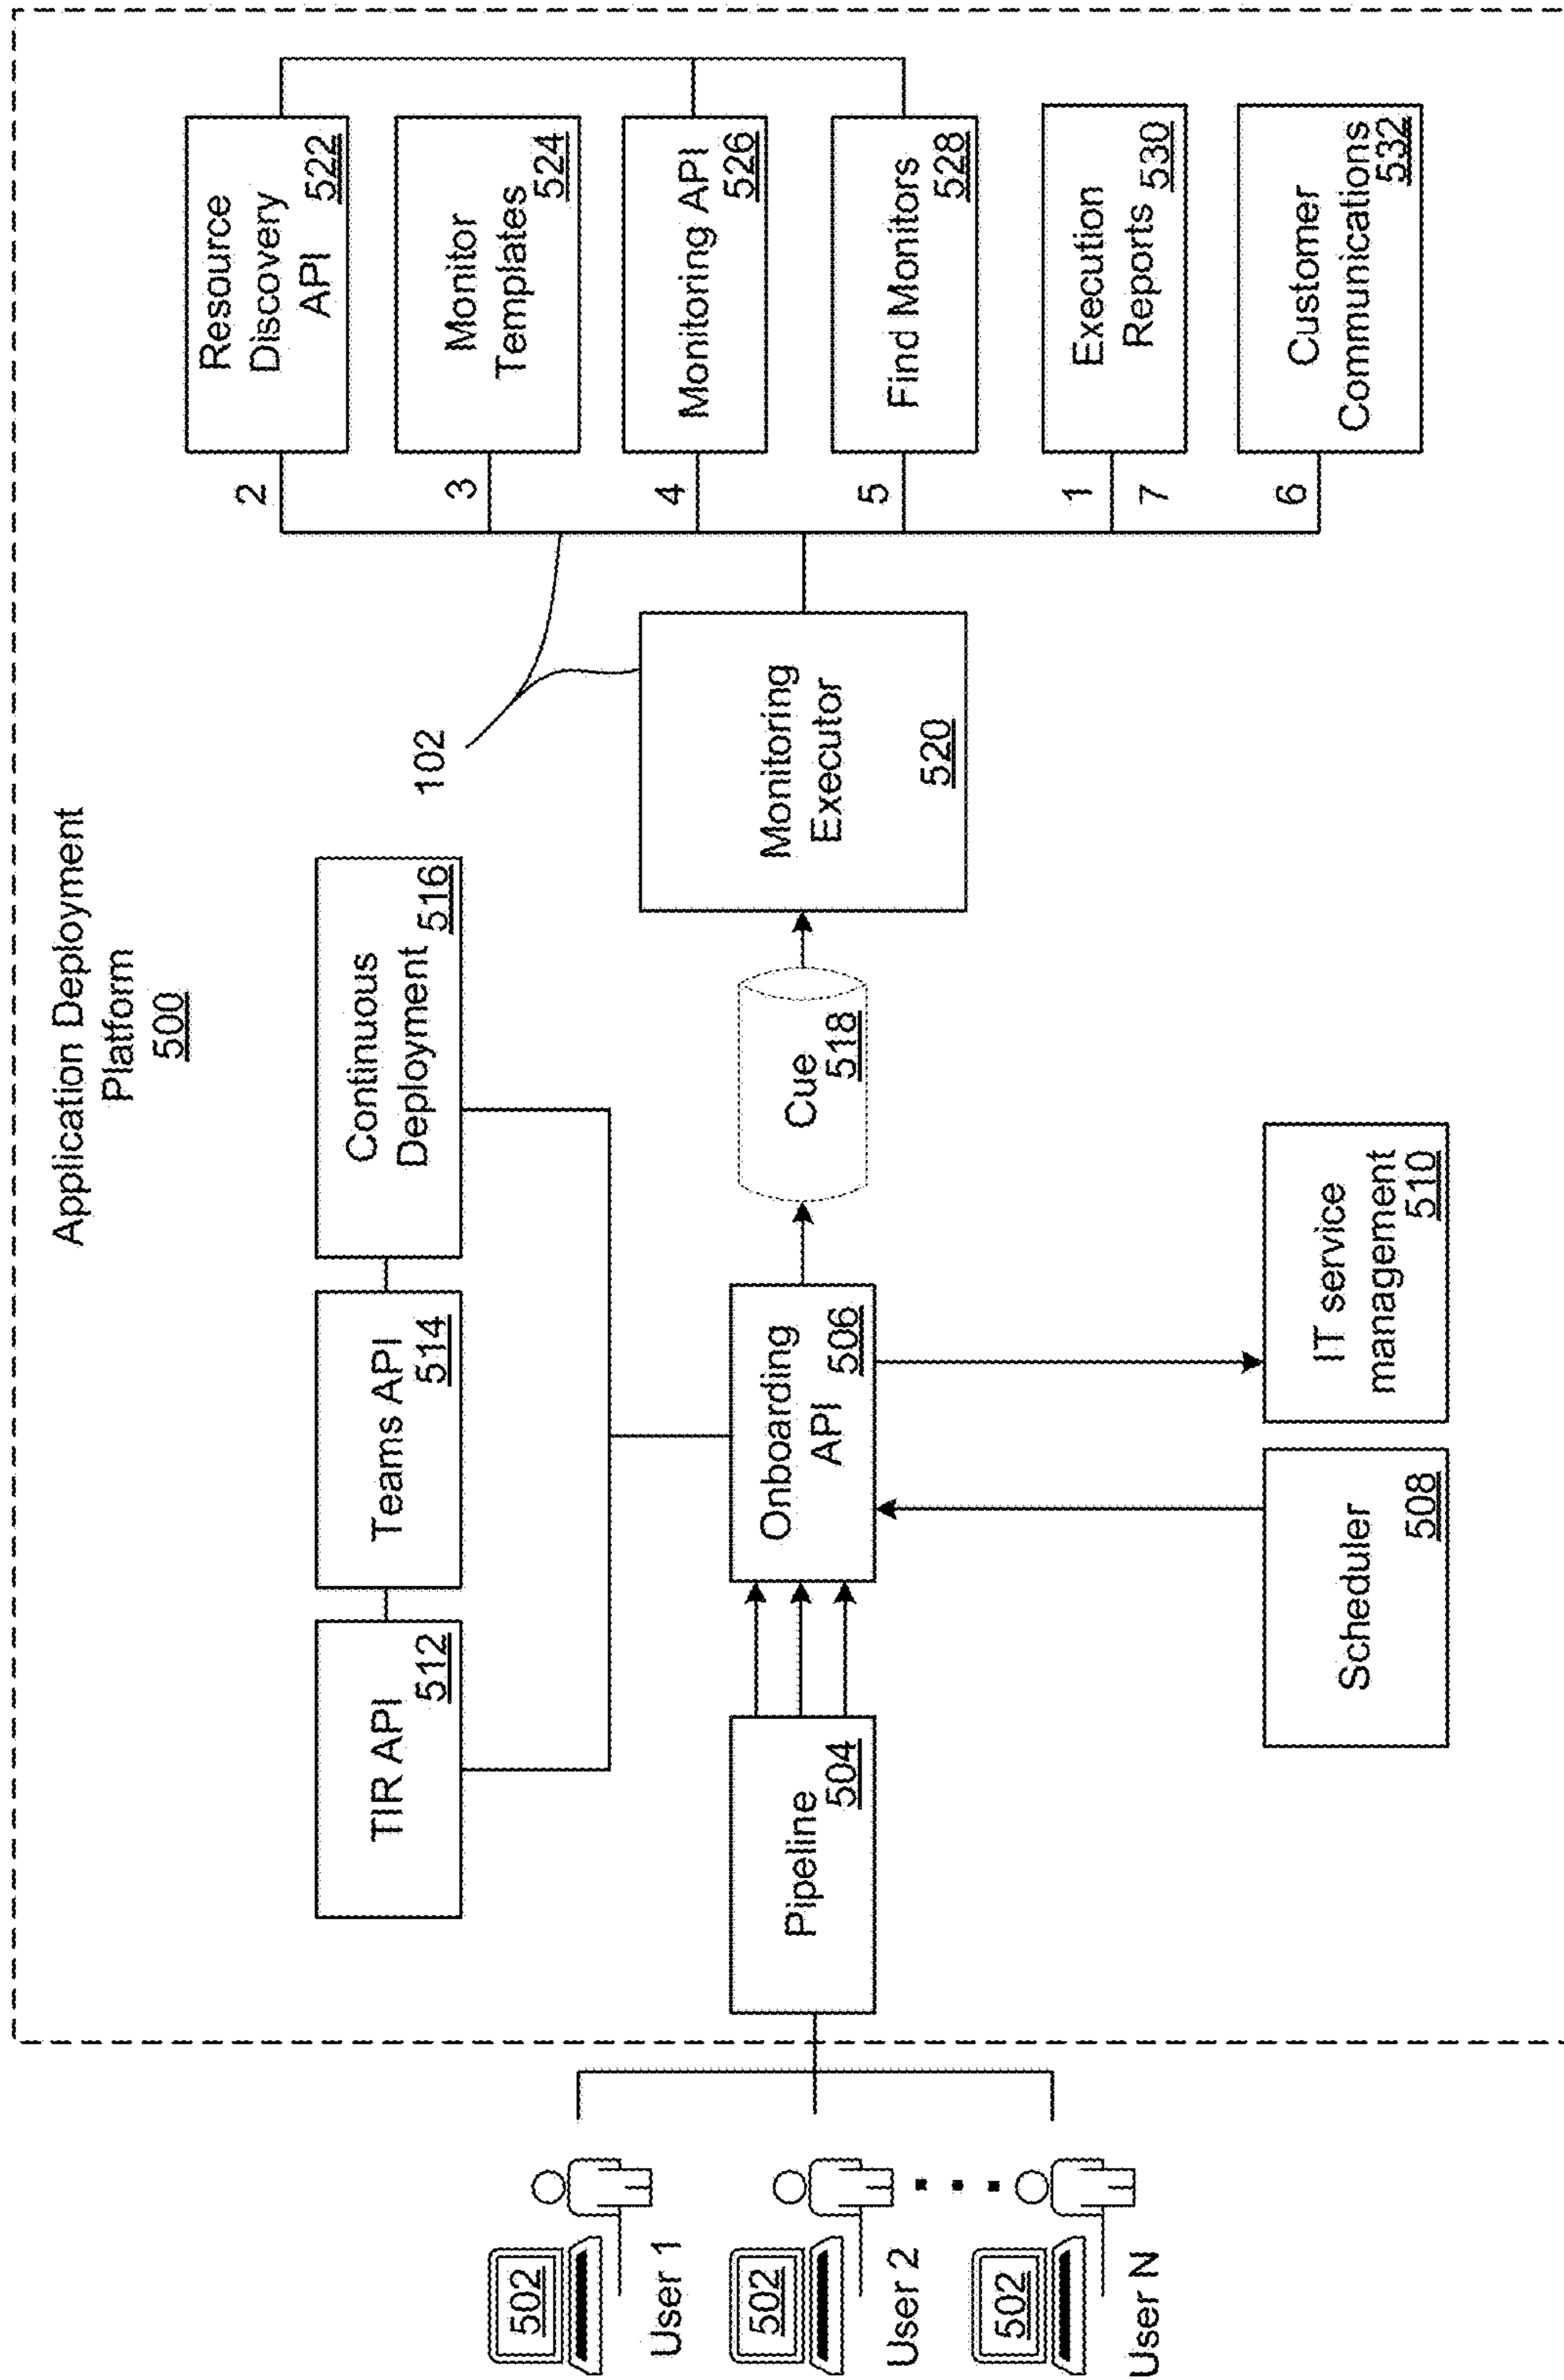 Application Deployment
Platform
500
502
User 1
502
User 2
502
User N
Pipeline
504
TIR API
512
Teams API
514
Continuous
Deployment
516
Onboarding
API
506
Scheduler
508
IT service
management
510
Cue
518
102
Monitoring
Executor
520
2
3
4
5
1
7
6
Resource
Discovery
API
522
Monitor
Templates
524
Monitoring API
526
Find Monitors
528
Execution
Reports 530
Customer
Communications
532